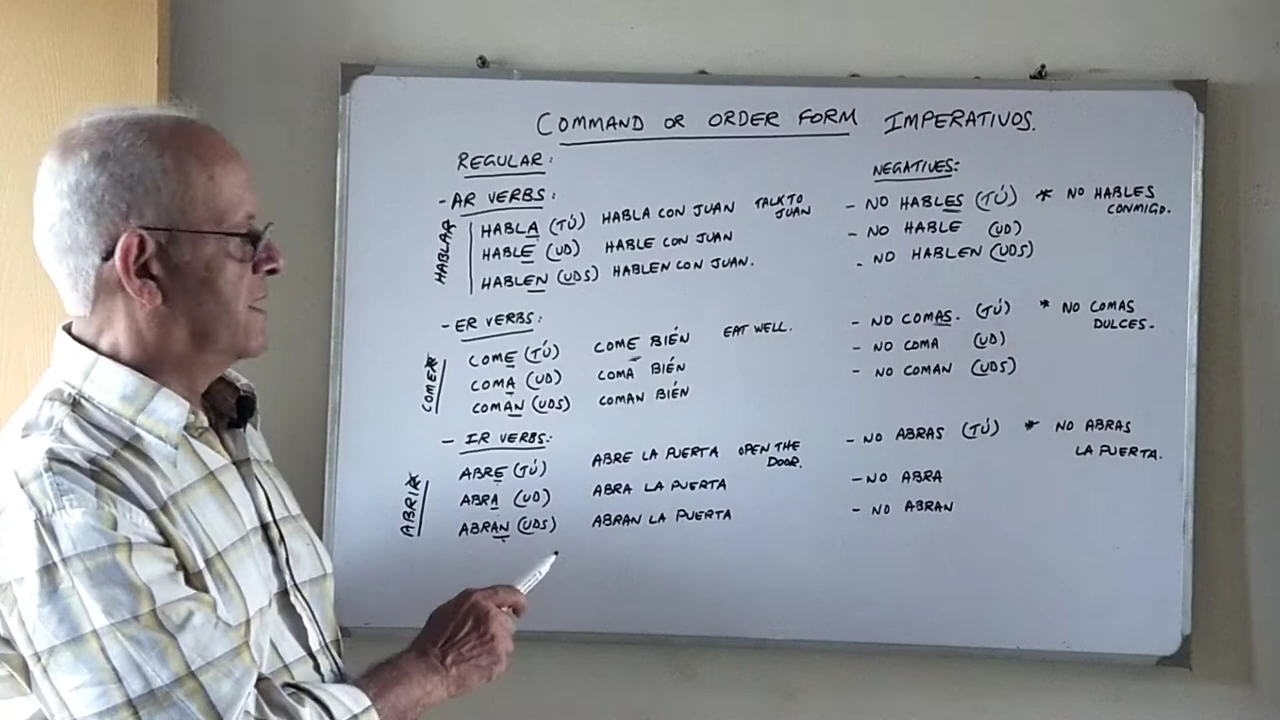 COMMAND OR ORDER FORM IMPERATIVOS.
REGULAR:
- AR VERBS:
HABLAR
HABLA (TÚ) HABLA CON JUAN TALK TO JUAN
HABLE (UD) HABLE CON JUAN
HABLEN (UDS) HABLEN CON JUAN.
- ER VERBS:
COMER
COME (TÚ) COME BIÉN EAT WELL.
COMA (UD) COMA BIÉN
COMAN (UDS) COMAN BIÉN
- IR VERBS:
ABRIR
ABRE (TÚ) ABRE LA PUERTA OPEN THE DOOR.
ABRA (UD) ABRA LA PUERTA
ABRAN (UDS) ABRAN LA PUERTA
NEGATIVES:
- NO HABLES (TÚ) * NO HABLES CONMIGO.
- NO HABLE (UD)
- NO HABLEN (UDS)
- NO COMAS. (TÚ) * NO COMAS DULCES.
- NO COMA (UD)
- NO COMAN (UDS)
- NO ABRAS (TÚ) * NO ABRAS LA PUERTA.
- NO ABRA
- NO ABRAN